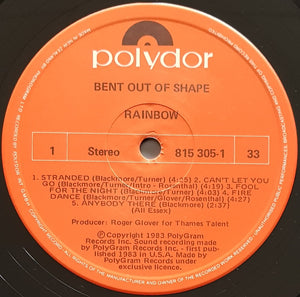 polydor
BENT OUT OF SHAPE
RAINBOW
1 Stereo 815 305-1 33
1. STRANDED (Blackmore/Turner) (4:55) 2. CAN'T LET YOU
GO (Blackmore/Turner/Intro - Rosenthal) (4:19) 3. FOOL
FOR THE NIGHT (Blackmore/Turner) (4:03) 4. FIRE
DANCE (Blackmore/Turner/Glover/Rosenthal) (4:27)
5. ANYBODY THERE (Blackmore) (2:37)
(All Essex)
Producer: Roger Glover for Thames Talent
Copyright ©1983 PolyGram
Records Inc. Sound recording made
by PolyGram Records Inc. - first pub-
lished 1983 in U.S.A. Made by
PolyGram Records under
exclusive licence.